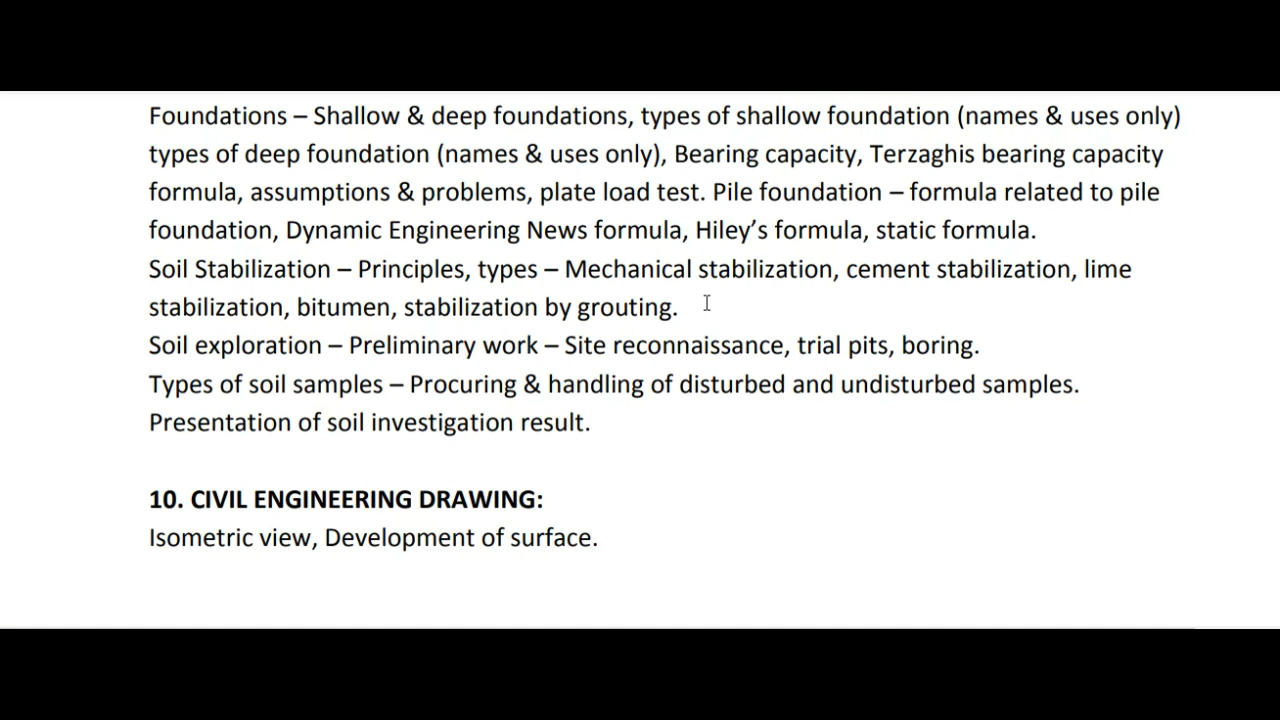 Foundations – Shallow & deep foundations, types of shallow foundation (names & uses only)
types of deep foundation (names & uses only), Bearing capacity, Terzaghis bearing capacity
formula, assumptions & problems, plate load test. Pile foundation – formula related to pile
foundation, Dynamic Engineering News formula, Hiley’s formula, static formula.
Soil Stabilization – Principles, types – Mechanical stabilization, cement stabilization, lime
stabilization, bitumen, stabilization by grouting.
Soil exploration – Preliminary work – Site reconnaissance, trial pits, boring.
Types of soil samples – Procuring & handling of disturbed and undisturbed samples.
Presentation of soil investigation result.
10. CIVIL ENGINEERING DRAWING:
Isometric view, Development of surface.